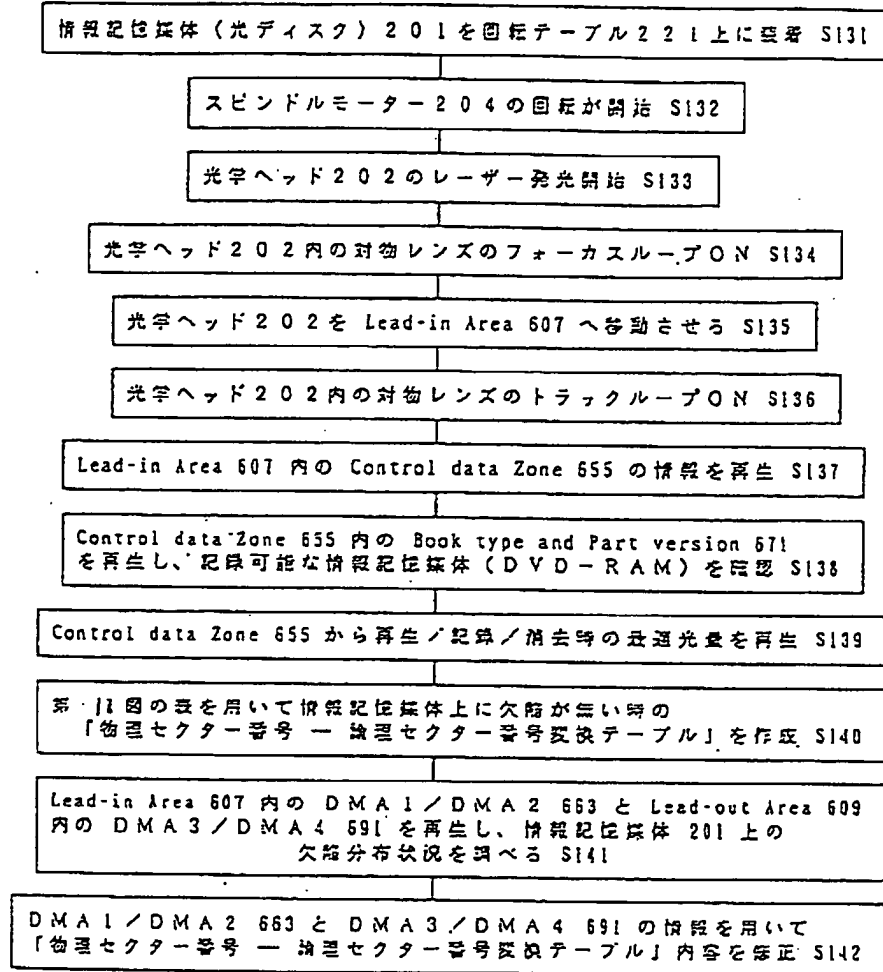 情報記憶媒体(光ディスク)201を回転テーブル221上に装着 S131
スピンドルモーター204の回転が開始 S132
光学ヘッド202のレーザー発光開始 S133
光学ヘッド202内の対物レンズのフォーカスループON S134
光学ヘッド202を Lead-in Area 607 へ移動させる S135
光学ヘッド202内の対物レンズのトラックループON S136
Lead-in Area 607 内の Control data Zone 655 の情報を再生 S137
Control data Zone 655 内の Book type and Part version 671
を再生し、記録可能な情報記憶媒体(DVD-RAM)を確認 S138
Control data Zone 655 から再生/記録/消去時の最適光量を再生 S139
第 11 図の表を用いて情報記憶媒体上に欠陥が無い時の
「物理セクター番号 ― 論理セクター番号変換テーブル」を作成 S140
Lead-in Area 607 内の DMA1/DMA2 663 と Lead-out Area 609
内の DMA3/DMA4 691 を再生し、情報記憶媒体 201 上の
欠陥分布状況を調べる S141
DMA1/DMA2 663 と DMA3/DMA4 691 の情報を用いて
「物理セクター番号 ― 論理セクター番号変換テーブル」内容を修正 S142